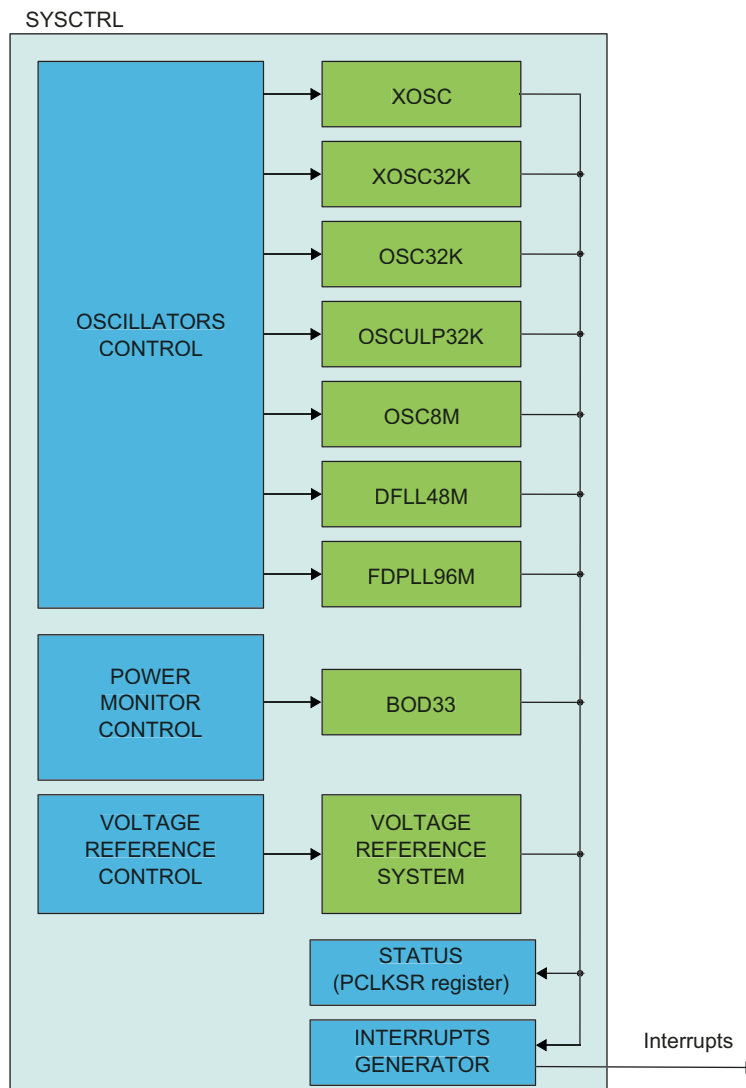 SYSCTRL
XOSC
XOSC32K
OSC32K
OSCILLATORS
CONTROL
OSCULP32K
OSC8M
DFLL48M
FDPLL96M
POWER
MONITOR
CONTROL
BOD33
VOLTAGE
REFERENCE
CONTROL
VOLTAGE
REFERENCE
SYSTEM
STATUS
(PCLKSR register)
INTERRUPTS
GENERATOR
Interrupts